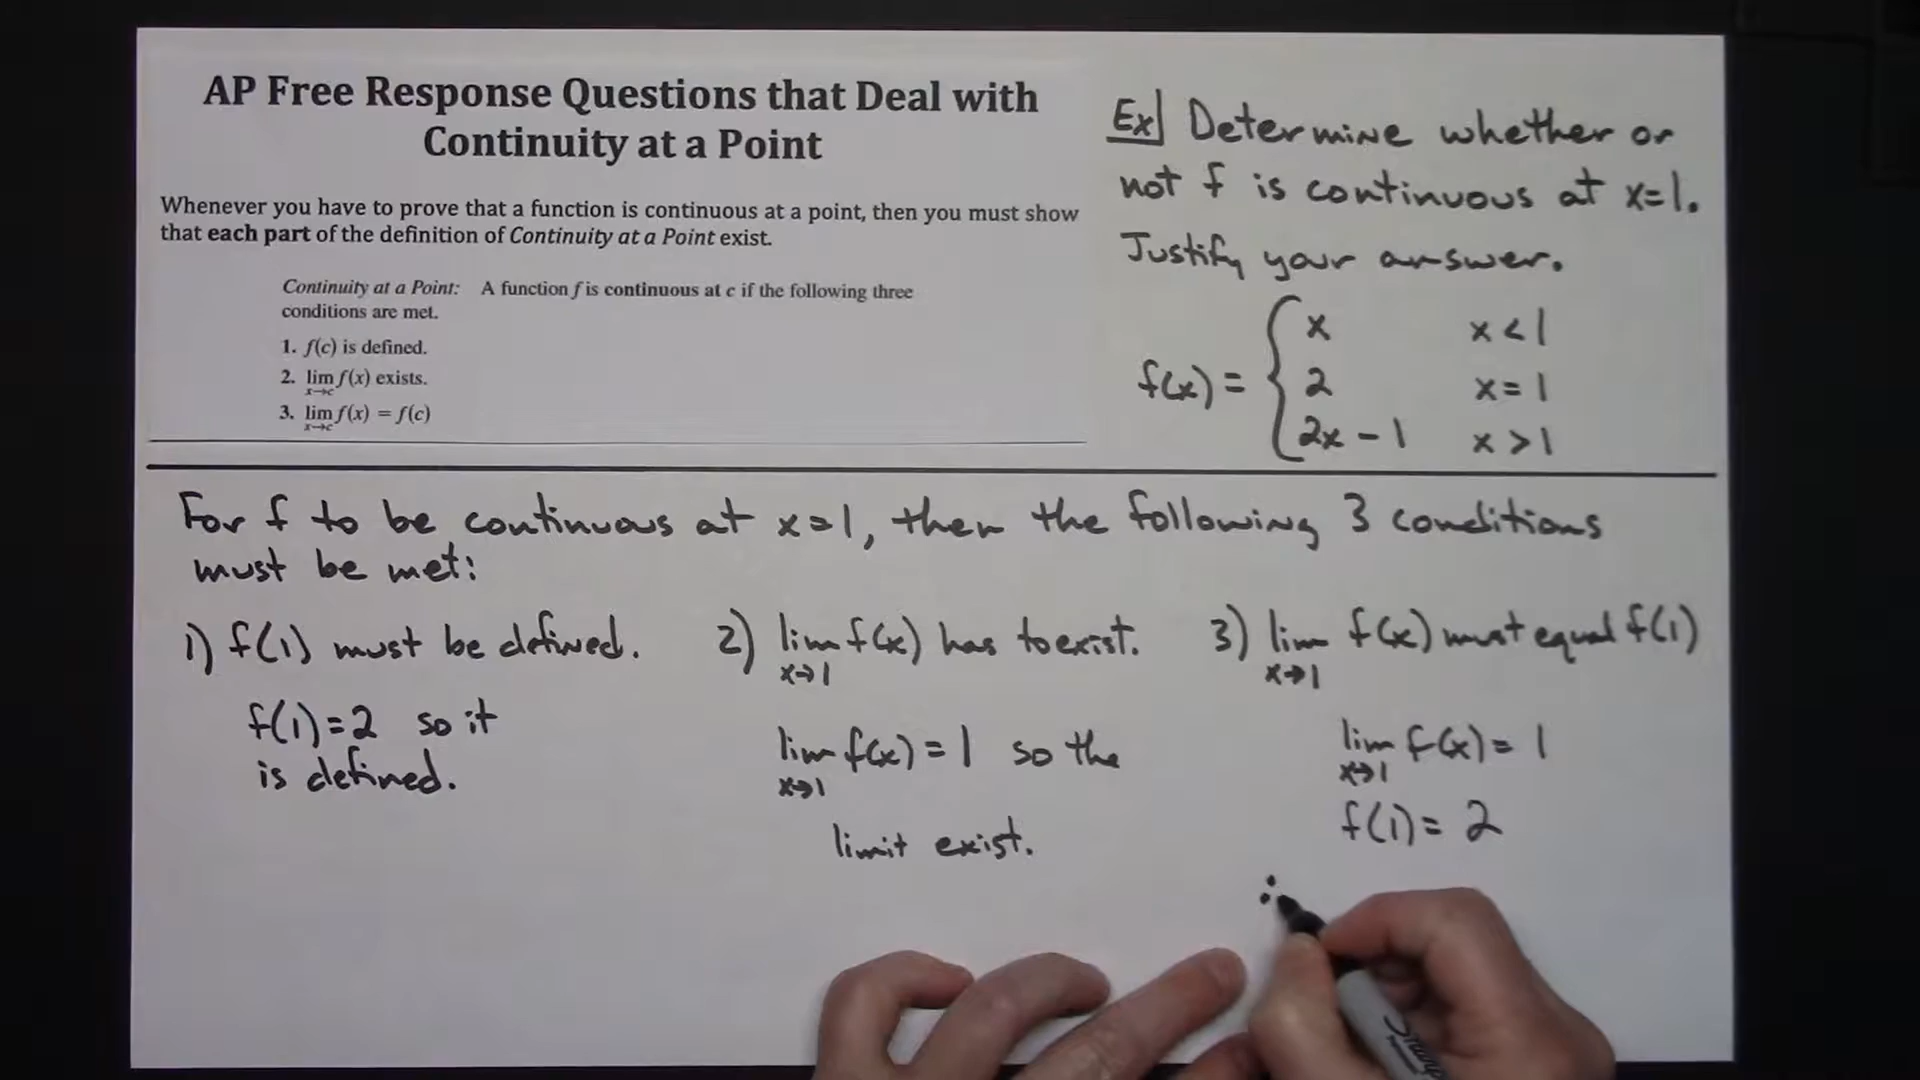 AP Free Response Questions that Deal with
Continuity at a Point
Whenever you have to prove that a function is continuous at a point, then you must show
that each part of the definition of Continuity at a Point exist.
Continuity at a Point: A function f is continuous at c if the following three
conditions are met.
1. f(c) is defined.
2. lim f(x) exists.
x→c
3. lim f(x) = f(c)
x→c
Ex] Determine whether or
not f is continuous at x=1.
Justify your answer.
f(x) = {
x x < 1
2 x = 1
2x - 1 x > 1
For f to be continuous at x=1, then the following 3 conditions
must be met:
1) f(1) must be defined.
f(1)=2 so it
is defined.
2) lim f(x) has to exist.
x→1
lim f(x) = 1 so the
x→1
limit exist.
3) lim f(x) must equal f(1)
x→1
lim f(x) = 1
x→1
f(1) = 2